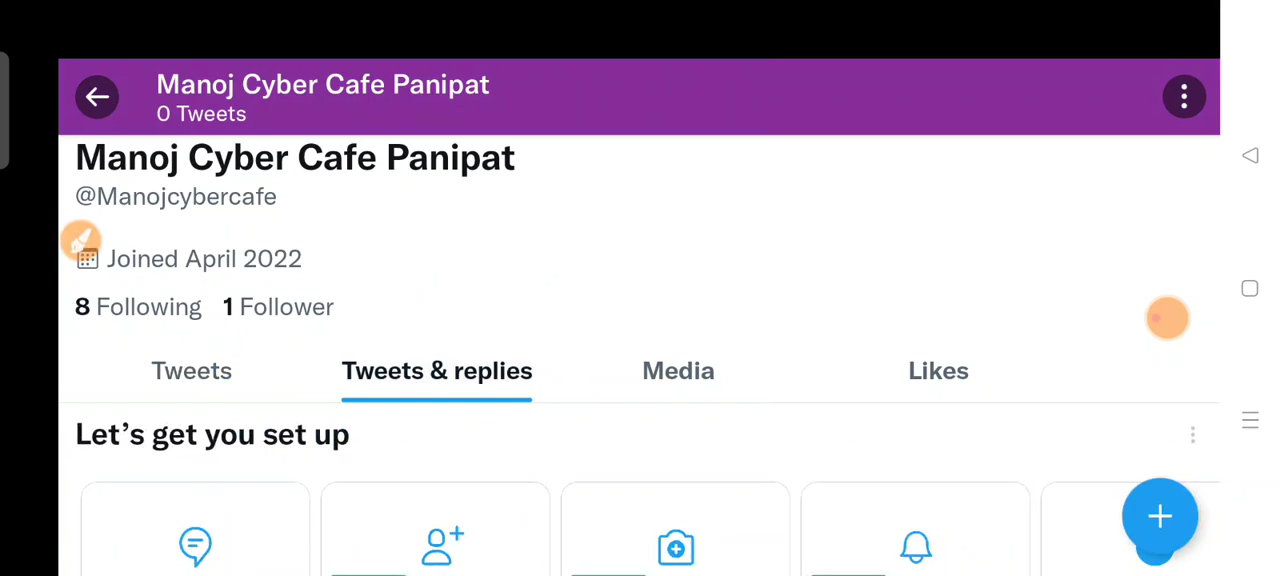 Manoj Cyber Cafe Panipat
0 Tweets
Manoj Cyber Cafe Panipat
@Manojcybercafe
Joined April 2022
8 Following 1 Follower
Tweets Tweets & replies Media Likes
Let's get you set up